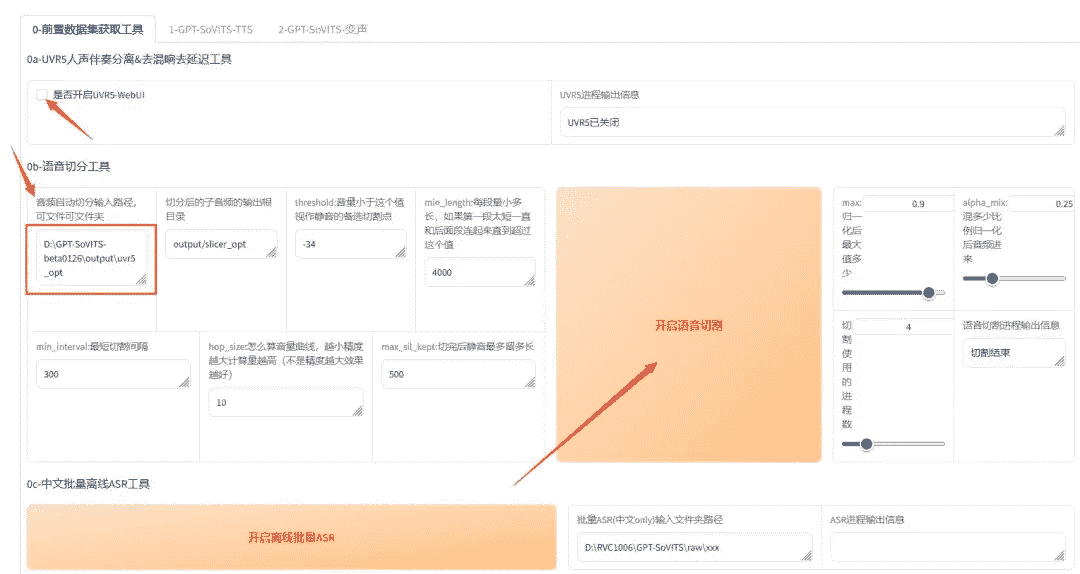 0-前置数据集获取工具
1-GPT-SoVITS-TTS
2-GPT-SoVITS-变声
0a-UVR5人声伴奏分离&去混响去延迟工具
是否开启UVR5-WebUI
UVR5进程输出信息
UVR5已关闭
0b-语音切分工具
音频自动切分输入路径,
可文件可文件夹
D:\GPT-SoVITS-
beta0126\output\uvr5
_opt
切分后的子音频的输出根
目录
output/slicer_opt
threshold:音量小于这个值
视作静音的备选切割点
-34
min_length:每段最小多
长，如果第一段太短一直
和后面段连起来直到超过
这个值
4000
min_interval:最短切割间隔
300
hop_size:怎么算音量曲线，越小精度
越大计算量越高（不是精度越大效果
越好）
10
max_sil_kept:切完后静音最多留多长
500
开启语音切割
max:
归一
化后
最大
值多
少
0.9
alpha_mix:
混多少比
例归一化
后音频进
来
0.25
切
割
使
用
的
进
程
数
4
语音切割进程输出信息
切割结束
0c-中文批量离线ASR工具
开启离线批量ASR
批量ASR(中文only)输入文件夹路径
D:\RVC1006\GPT-SoVITS\raw\xxx
ASR进程输出信息